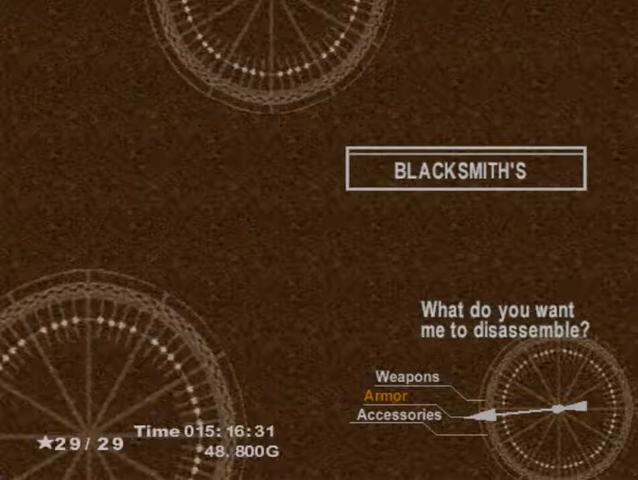 BLACKSMITH'S
What do you want
me to disassemble?
Weapons
Armor
Accessories
Time 015:16:31
★29/29
48,800G